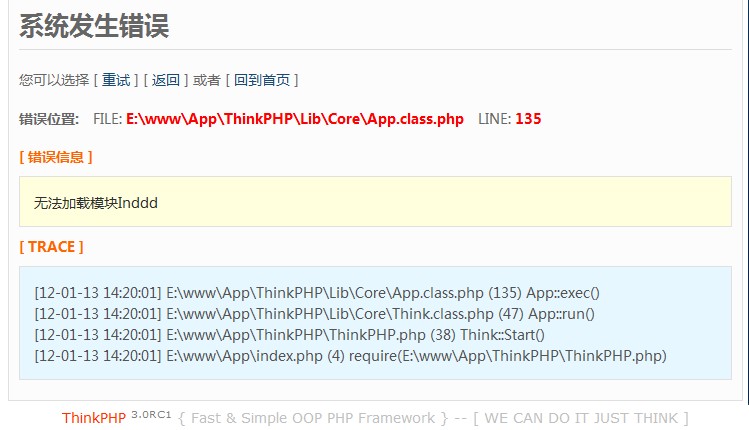 系统发生错误
您可以选择 [ 重试 ] [ 返回 ] 或者 [ 回到首页 ]
错误位置: FILE: E:\www\App\ThinkPHP\Lib\Core\App.class.php LINE: 135
[ 错误信息 ]
无法加载模块Inddd
[ TRACE ]
[12-01-13 14:20:01] E:\www\App\ThinkPHP\Lib\Core\App.class.php (135) App::exec()
[12-01-13 14:20:01] E:\www\App\ThinkPHP\Lib\Core\Think.class.php (47) App::run()
[12-01-13 14:20:01] E:\www\App\ThinkPHP\ThinkPHP.php (38) Think::Start()
[12-01-13 14:20:01] E:\www\App\index.php (4) require(E:\www\App\ThinkPHP\ThinkPHP.php)
ThinkPHP 3.0RC1 { Fast & Simple OOP PHP Framework } -- [ WE CAN DO IT JUST THINK ]